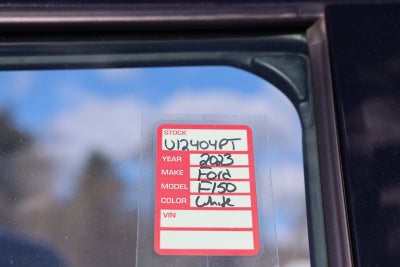 STOCK
U12404PT
YEAR 2023
MAKE Ford
MODEL F150
COLOR White
VIN